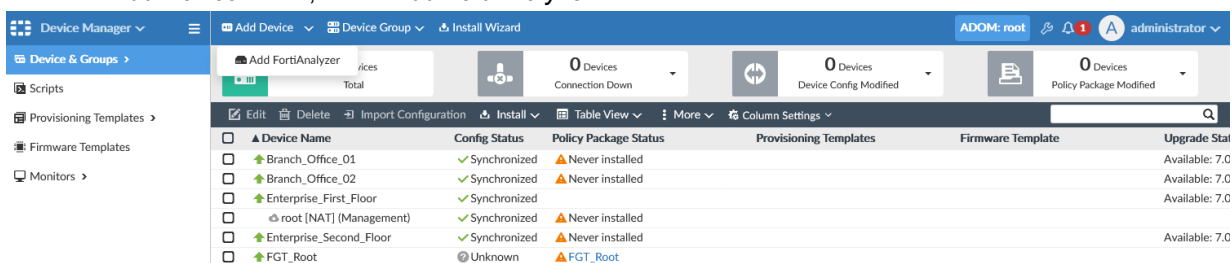 Device Manager
Add Device
Device Group
Install Wizard
ADOM: root
1
A
administrator
Device & Groups
Add FortiAnalyzer
Total
0 Devices
Connection Down
0 Devices
Device Config Modified
0 Devices
Policy Package Modified
Scripts
Provisioning Templates
Firmware Templates
Monitors
Edit Delete Import Configuration Install Table View More Column Settings
Device Name Config Status Policy Package Status Provisioning Templates Firmware Template Upgrade Stat
Branch_Office_01 Synchronized Never installed Available: 7.0
Branch_Office_02 Synchronized Never installed Available: 7.0
Enterprise_First_Floor Synchronized Available: 7.0
root [NAT] (Management) Synchronized Never installed
Enterprise_Second_Floor Synchronized Never installed Available: 7.0
FGT_Root Unknown FGT_Root